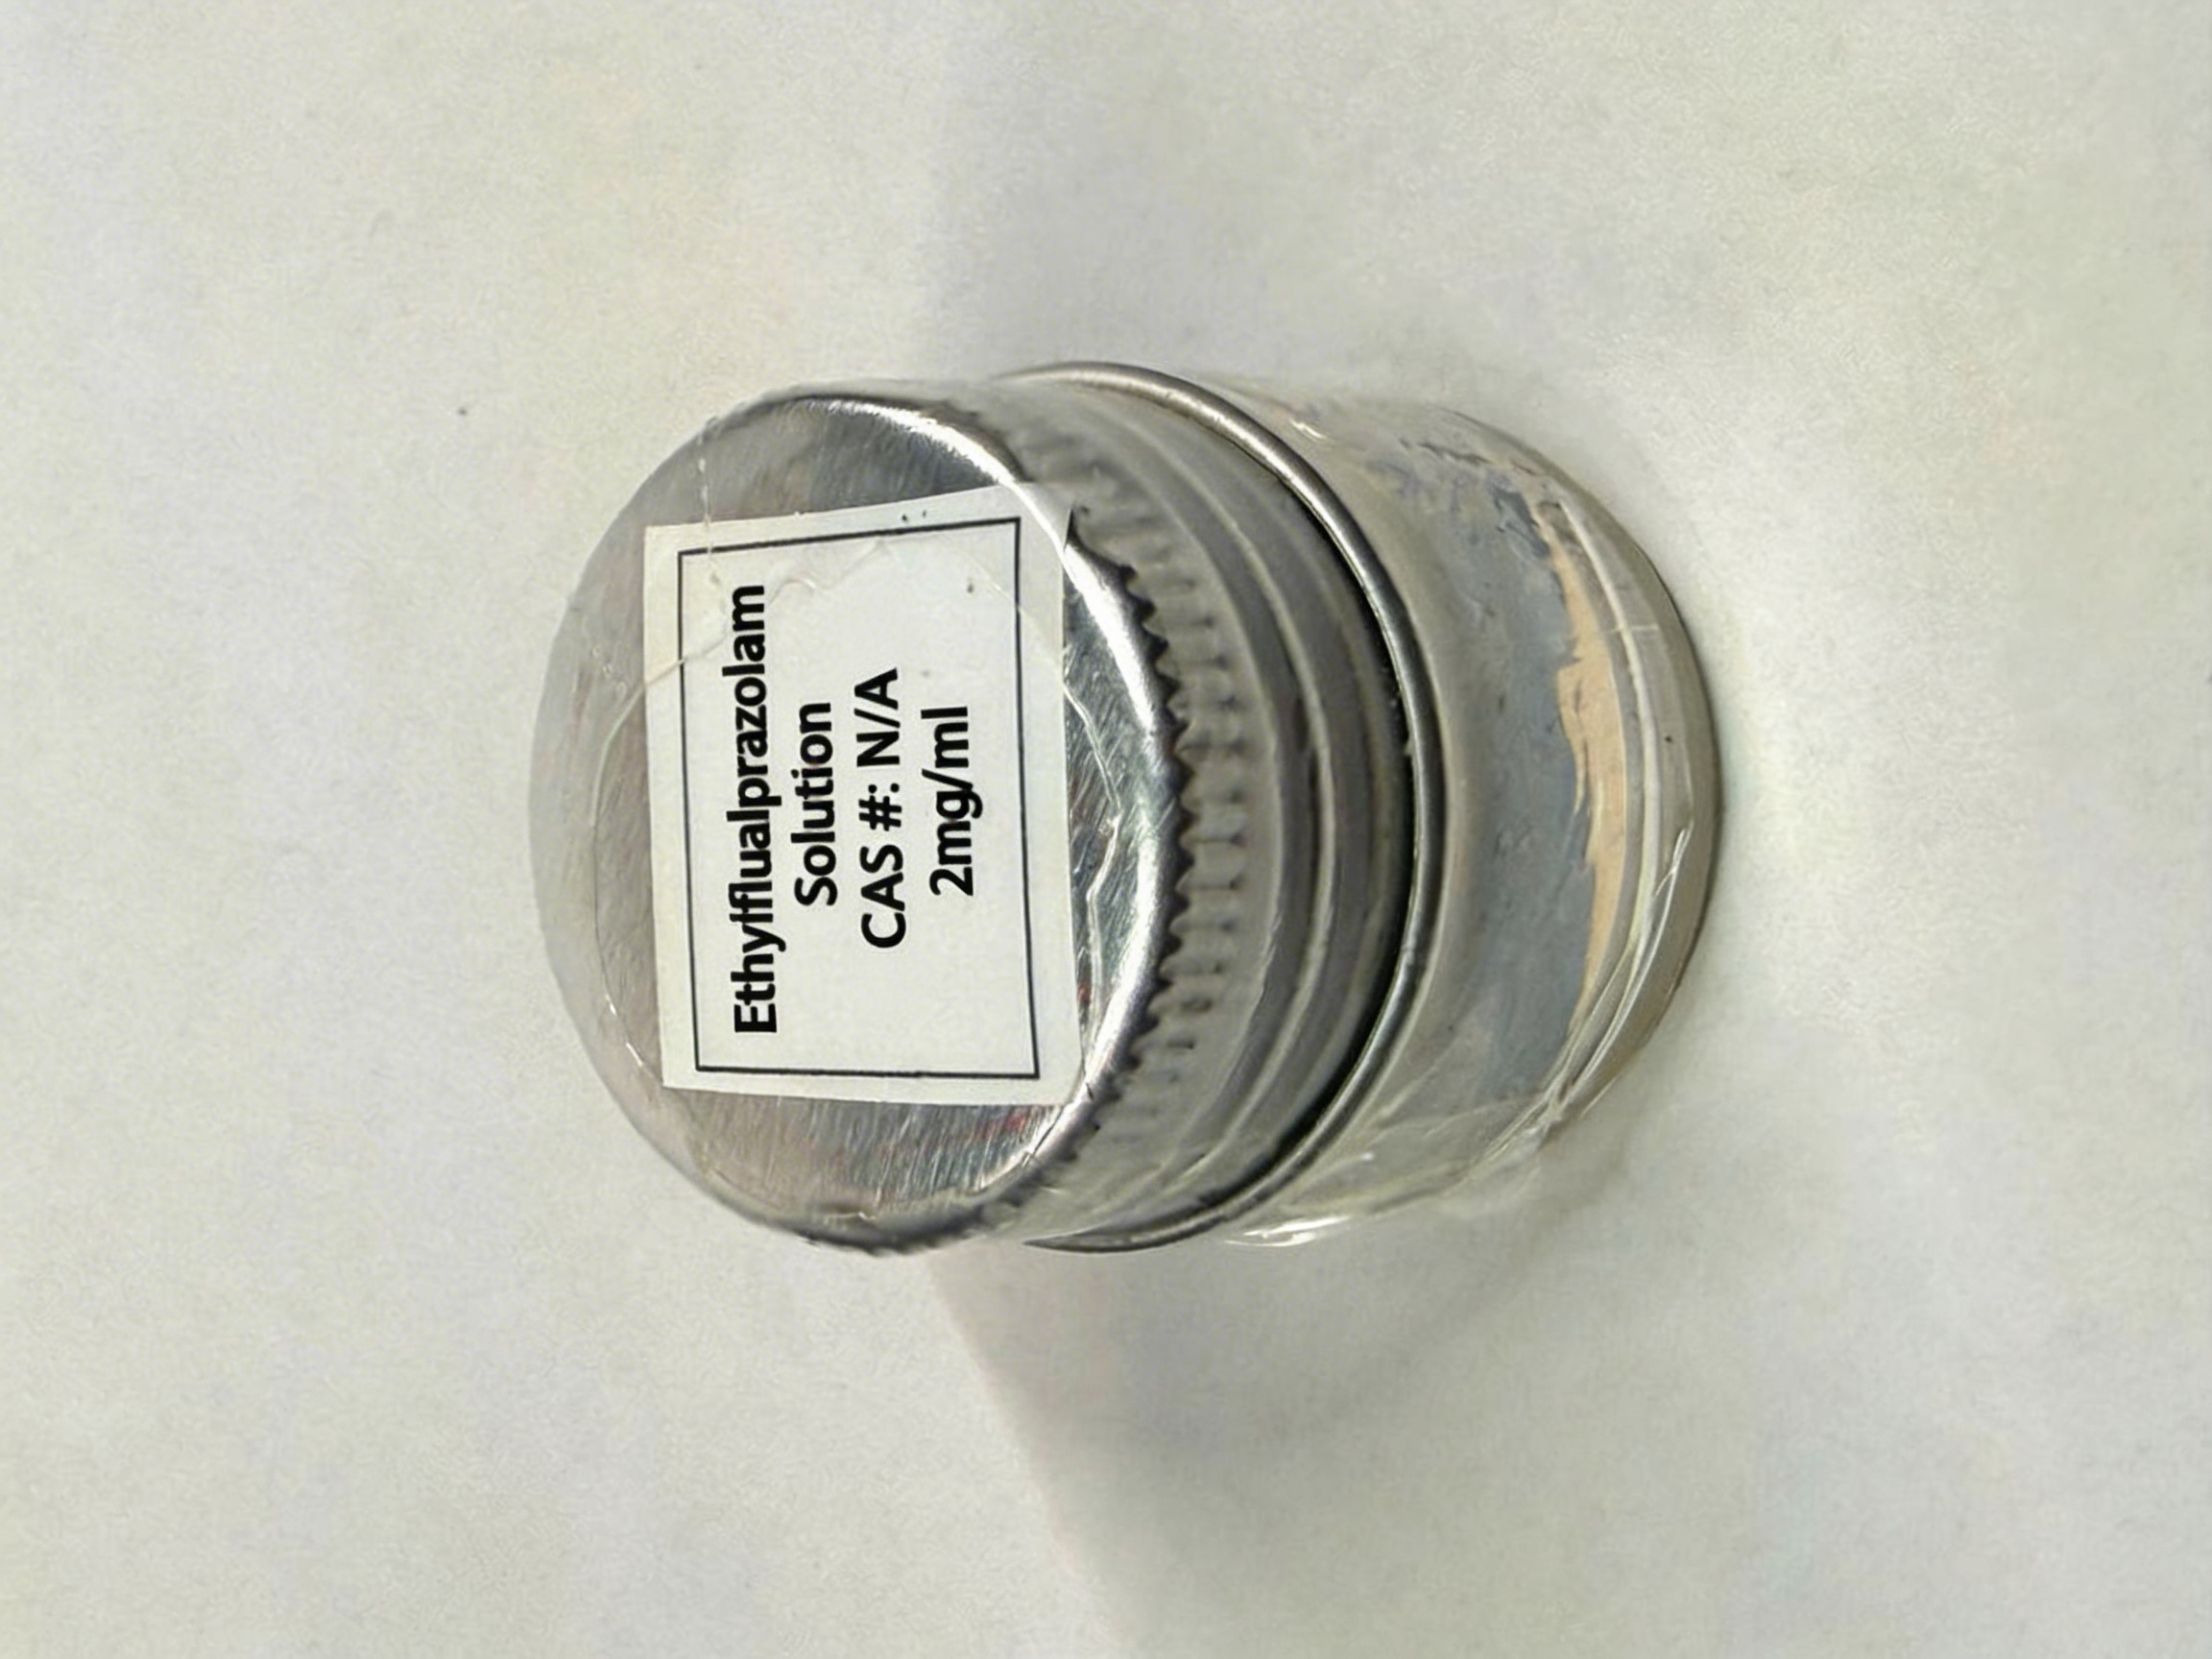 Ethylflualprazolam
Solution
CAS #: N/A
2mg/ml